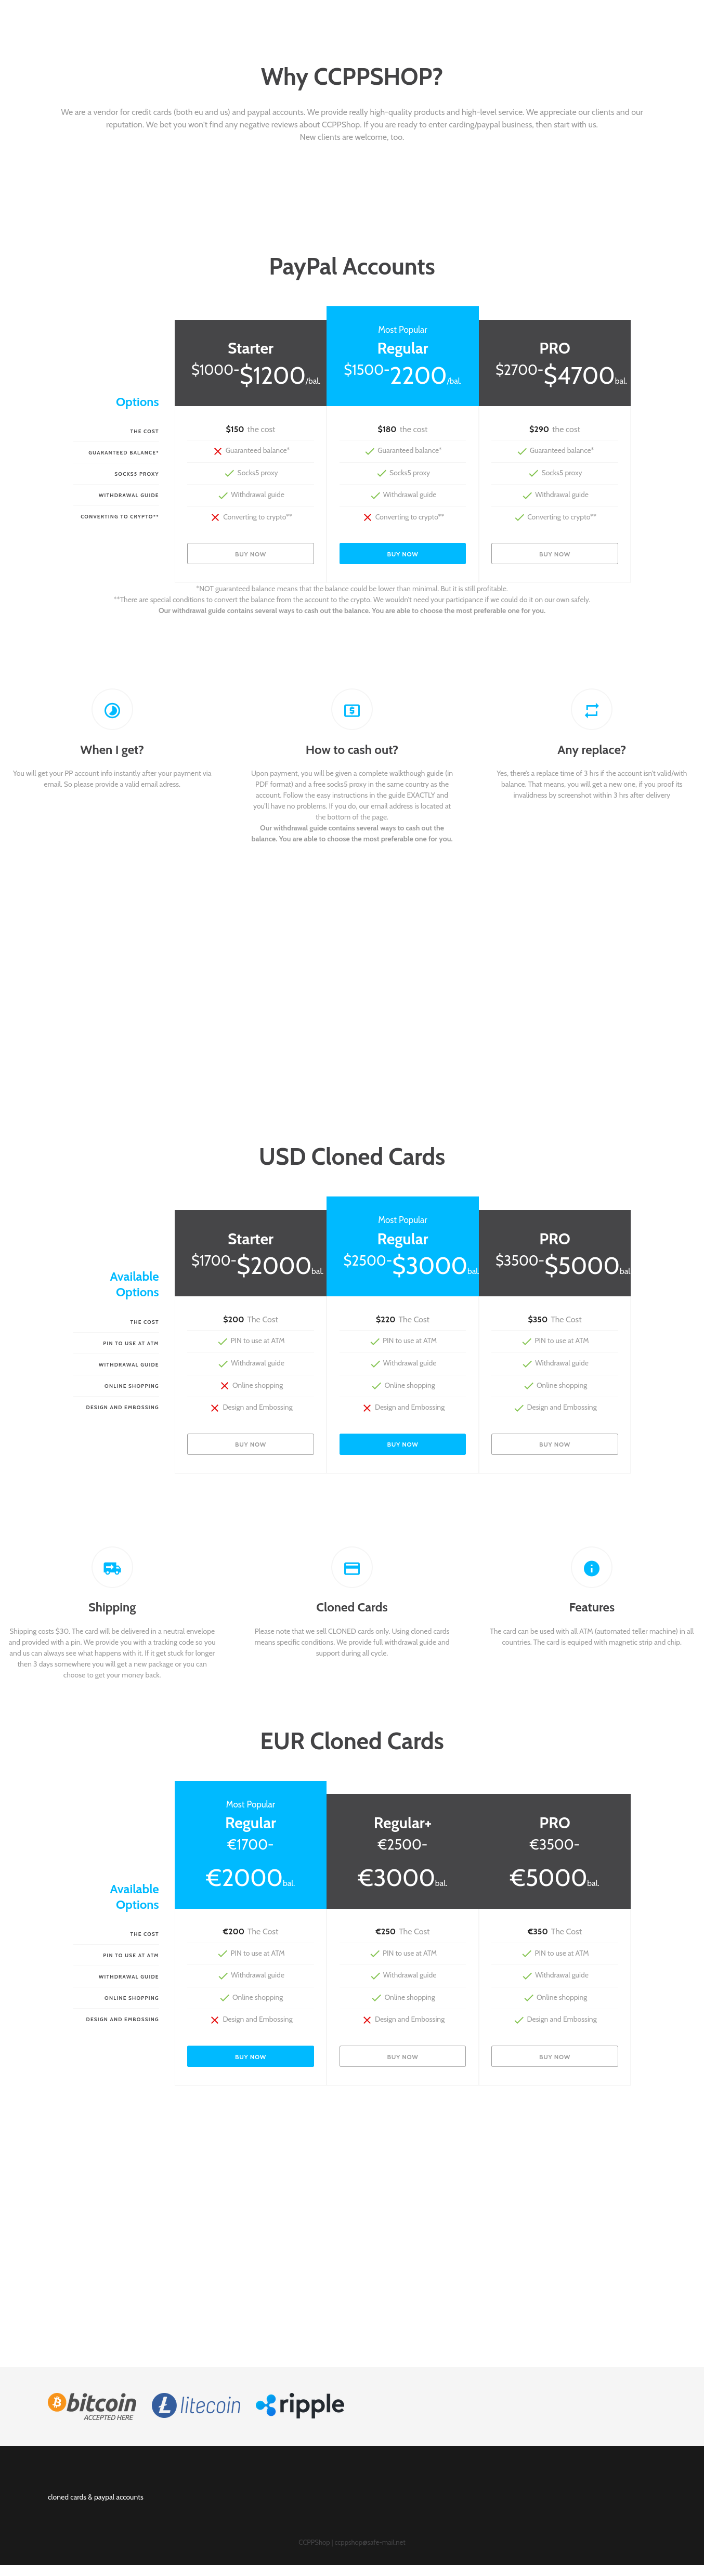 Why CCPPSHOP?
We are a vendor for credit cards (both eu and us) and paypal accounts. We provide really high-quality products and high-level service. We appreciate our clients and our
reputation. We bet you won't find any negative reviews about CCPPShop. If you are ready to enter carding/paypal business, then start with us.
New clients are welcome, too.
PayPal Accounts
Options
THE COST
GUARANTEED BALANCE*
SOCKS5 PROXY
WITHDRAWAL GUIDE
CONVERTING TO CRYPTO**
Starter
$1000-$1200/bal.
$150 the cost
Guaranteed balance*
Socks5 proxy
Withdrawal guide
Converting to crypto**
BUY NOW
Most Popular
Regular
$1500-2200/bal.
$180 the cost
Guaranteed balance*
Socks5 proxy
Withdrawal guide
Converting to crypto**
BUY NOW
PRO
$2700-$4700bal.
$290 the cost
Guaranteed balance*
Socks5 proxy
Withdrawal guide
Converting to crypto**
BUY NOW
*NOT guaranteed balance means that the balance could be lower than minimal. But it is still profitable.
**There are special conditions to convert the balance from the account to the crypto. We wouldn't need your participance if we could do it on our own safely.
Our withdrawal guide contains several ways to cash out the balance. You are able to choose the most preferable one for you.
When I get?
You will get your PP account info instantly after your payment via
email. So please provide a valid email adress.
How to cash out?
Upon payment, you will be given a complete walkthough guide (in
PDF format) and a free socks5 proxy in the same country as the
account. Follow the easy instructions in the guide EXACTLY and
you'll have no problems. If you do, our email address is located at
the bottom of the page.
Our withdrawal guide contains several ways to cash out the
balance. You are able to choose the most preferable one for you.
Any replace?
Yes, there's a replace time of 3 hrs if the account isn't valid/with
balance. That means, you will get a new one, if you proof its
invalidness by screenshot within 3 hrs after delivery
USD Cloned Cards
Available
Options
THE COST
PIN TO USE AT ATM
WITHDRAWAL GUIDE
ONLINE SHOPPING
DESIGN AND EMBOSSING
Starter
$1700-$2000bal.
$200 The Cost
PIN to use at ATM
Withdrawal guide
Online shopping
Design and Embossing
BUY NOW
Most Popular
Regular
$2500-$3000bal.
$220 The Cost
PIN to use at ATM
Withdrawal guide
Online shopping
Design and Embossing
BUY NOW
PRO
$3500-$5000bal.
$350 The Cost
PIN to use at ATM
Withdrawal guide
Online shopping
Design and Embossing
BUY NOW
Shipping
Shipping costs $30. The card will be delivered in a neutral envelope
and provided with a pin. We provide you with a tracking code so you
and us can always see what happens with it. If it get stuck for longer
then 3 days somewhere you will get a new package or you can
choose to get your money back.
Cloned Cards
Please note that we sell CLONED cards only. Using cloned cards
means specific conditions. We provide full withdrawal guide and
support during all cycle.
Features
The card can be used with all ATM (automated teller machine) in all
countries. The card is equiped with magnetic strip and chip.
EUR Cloned Cards
Available
Options
THE COST
PIN TO USE AT ATM
WITHDRAWAL GUIDE
ONLINE SHOPPING
DESIGN AND EMBOSSING
Most Popular
Regular
€1700-
€2000bal.
€200 The Cost
PIN to use at ATM
Withdrawal guide
Online shopping
Design and Embossing
BUY NOW
Regular+
€2500-
€3000bal.
€250 The Cost
PIN to use at ATM
Withdrawal guide
Online shopping
Design and Embossing
BUY NOW
PRO
€3500-
€5000bal.
€350 The Cost
PIN to use at ATM
Withdrawal guide
Online shopping
Design and Embossing
BUY NOW
bitcoin
ACCEPTED HERE
litecoin
ripple
cloned cards & paypal accounts
CCPPShop | ccppshop@safe-mail.net